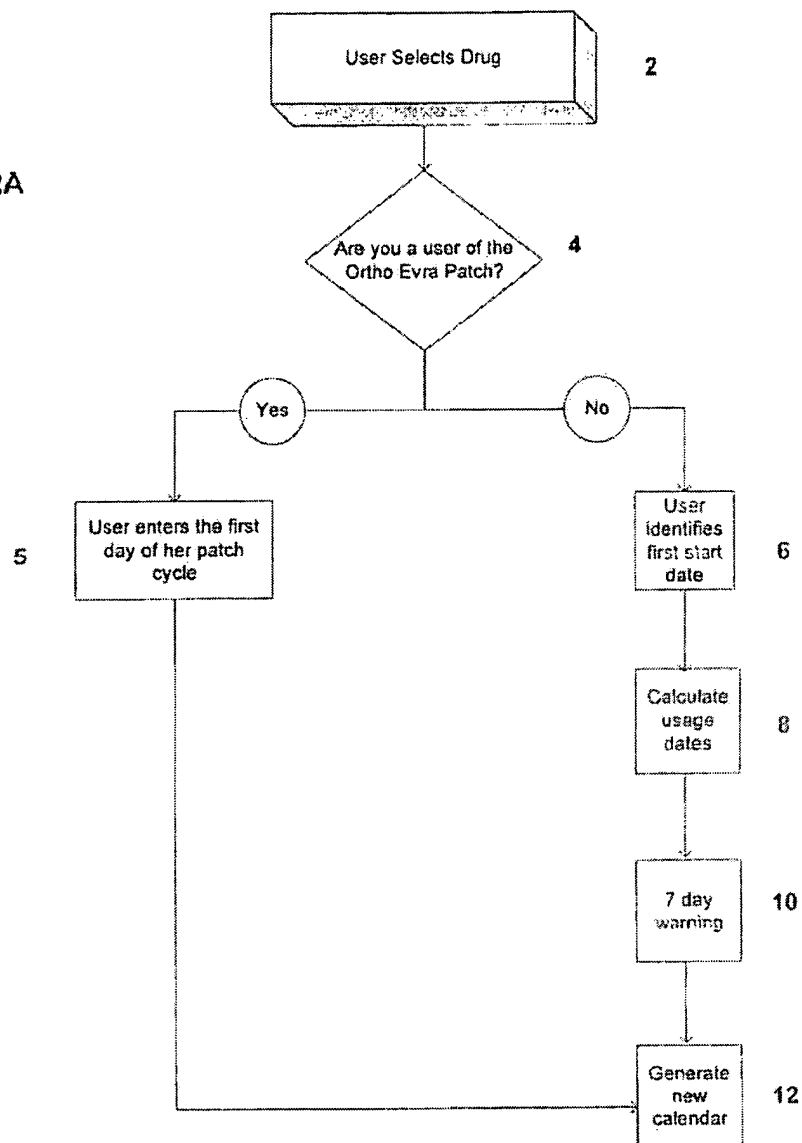 User Selects Drug
2
Are you a user of the
Ortho Evra Patch?
4
Yes
No
User enters the first
day of her patch
cycle
5
User
identifies
first start
date
6
Calculate
usage
dates
8
7 day
warning
10
Generate
new
calendar
12